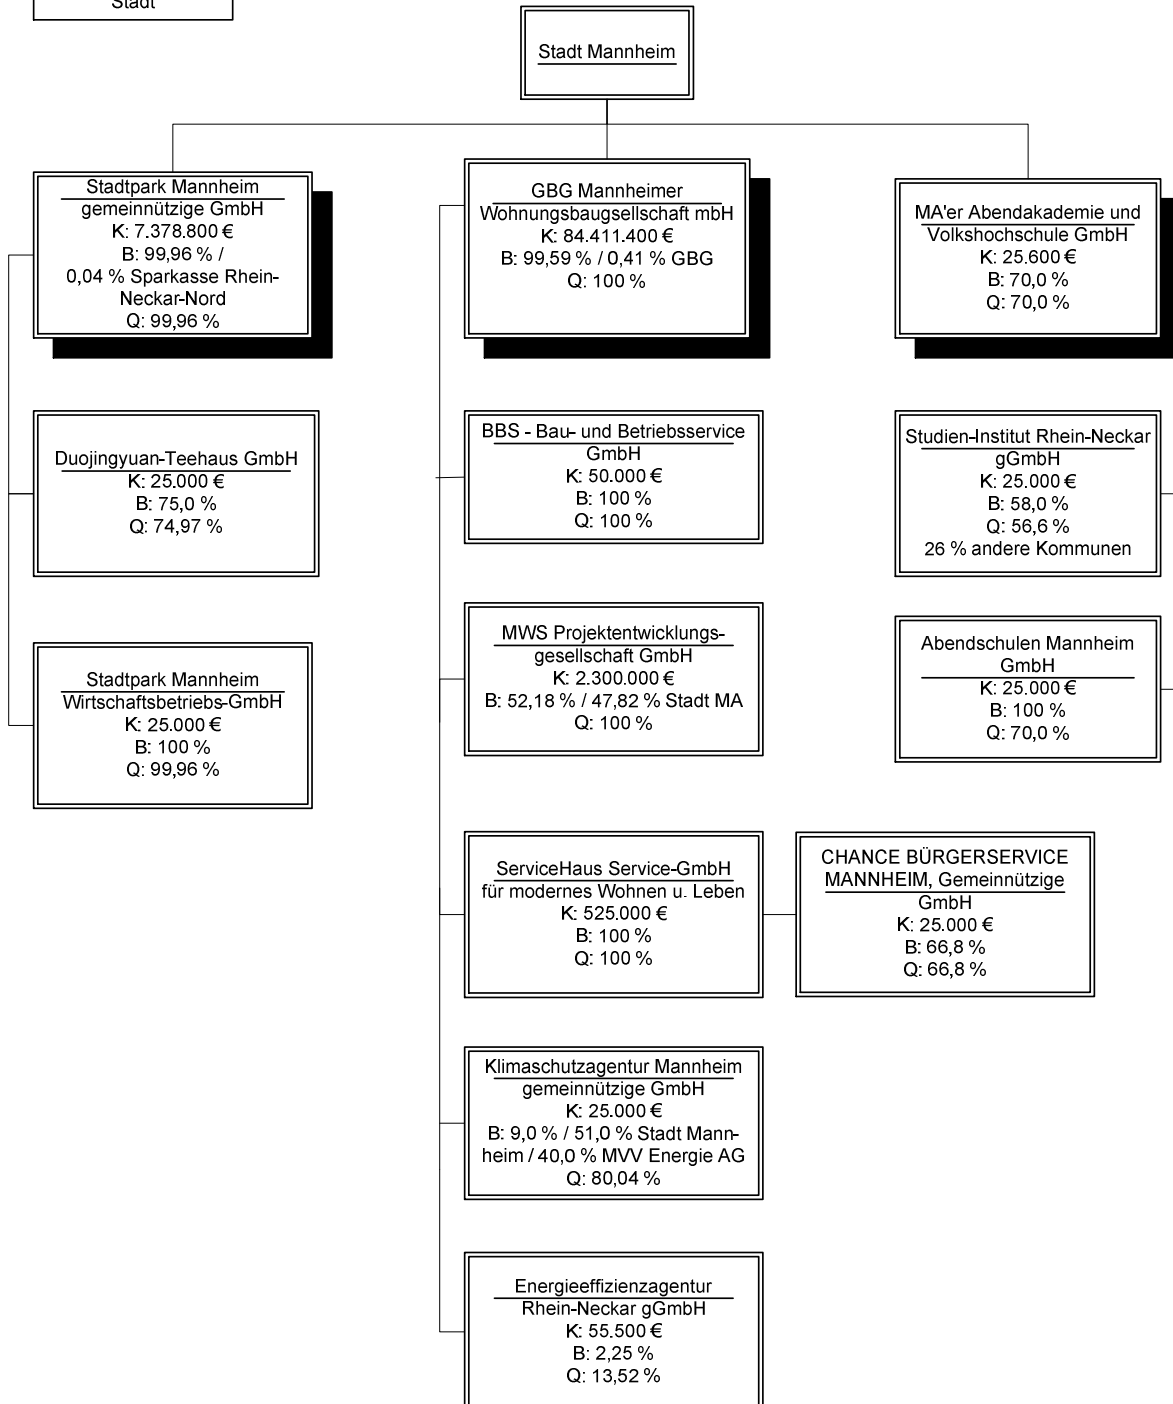 Stadt
Stadt Mannheim
Stadtpark Mannheim
gemeinnützige GmbH
K: 7.378.800 €
B: 99,96 % /
0,04 % Sparkasse Rhein-
Neckar-Nord
Q: 99,96 %
GBG Mannheimer
Wohnungsbaugsellschaft mbH
K: 84.411.400 €
B: 99,59 % / 0,41 % GBG
Q: 100 %
MA'er Abendakademie und
Volkshochschule GmbH
K: 25.600 €
B: 70,0 %
Q: 70,0 %
Duojingyuan-Teehaus GmbH
K: 25.000 €
B: 75,0 %
Q: 74,97 %
BBS - Bau- und Betriebsservice
GmbH
K: 50.000 €
B: 100 %
Q: 100 %
Studien-Institut Rhein-Neckar
gGmbH
K: 25.000 €
B: 58,0 %
Q: 56,6 %
26 % andere Kommunen
Stadtpark Mannheim
Wirtschaftsbetriebs-GmbH
K: 25.000 €
B: 100 %
Q: 99,96 %
MWS Projektentwicklungs-
gesellschaft GmbH
K: 2.300.000 €
B: 52,18 % / 47,82 % Stadt MA
Q: 100 %
Abendschulen Mannheim
GmbH
K: 25.000 €
B: 100 %
Q: 70,0 %
ServiceHaus Service-GmbH
für modernes Wohnen u. Leben
K: 525.000 €
B: 100 %
Q: 100 %
CHANCE BÜRGERSERVICE
MANNHEIM, Gemeinnützige
GmbH
K: 25.000 €
B: 66,8 %
Q: 66,8 %
Klimaschutzagentur Mannheim
gemeinnützige GmbH
K: 25.000 €
B: 9,0 % / 51,0 % Stadt Mann-
heim / 40,0 % MVV Energie AG
Q: 80,04 %
Energieeffizienzagentur
Rhein-Neckar gGmbH
K: 55.500 €
B: 2,25 %
Q: 13,52 %